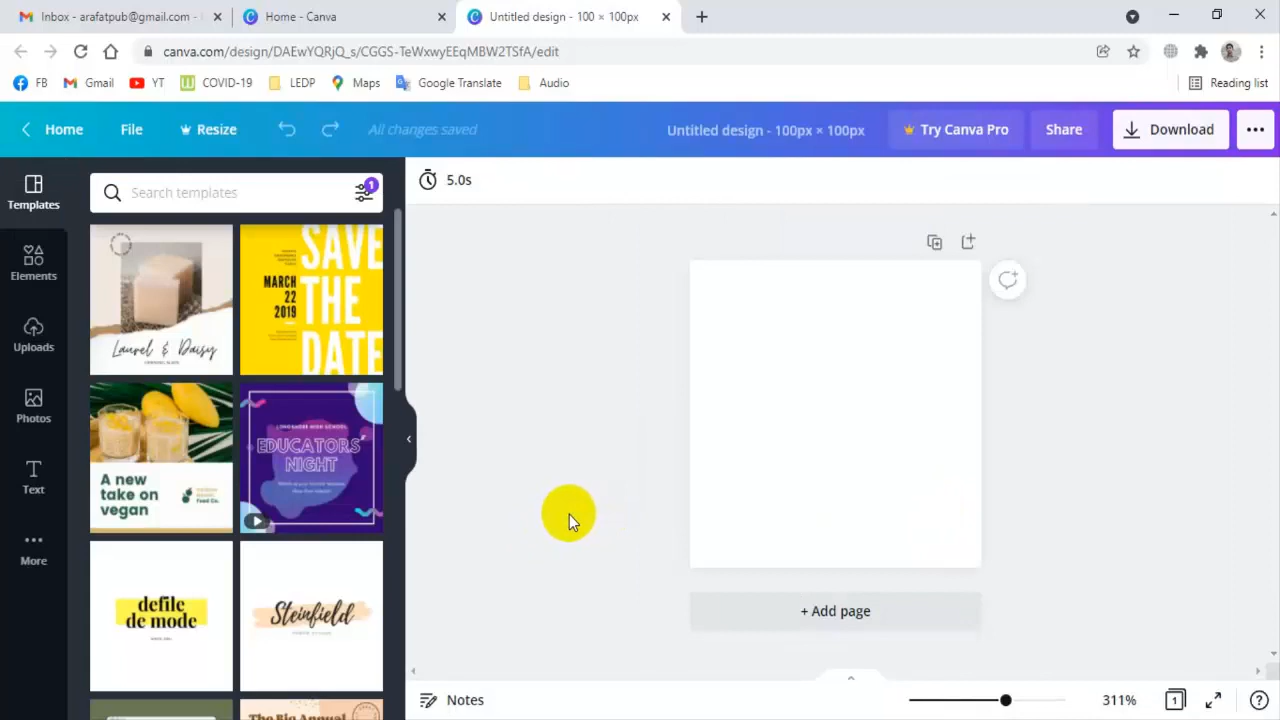 Inbox - arafatpub@gmail.com -
Home - Canva
Untitled design - 100 × 100px
canva.com/design/DAEwYQRjQ_s/CGGS-TeWxwyEEqMBW2TSfA/edit
FB
Gmail
YT
COVID-19
LEDP
Maps
Google Translate
Audio
Reading list
Home
File
Resize
All changes saved
Untitled design - 100px × 100px
Try Canva Pro
Share
Download
Templates
Elements
Uploads
Photos
Text
More
Search templates
1
5.0s
Laurel & Daisy
MARCH
22
2019
SAVE
THE
DATE
A new
take on
vegan
EDUCATORS'
NIGHT
defile
de mode
Steinfield
The Big Annual
+ Add page
Notes
311%
1